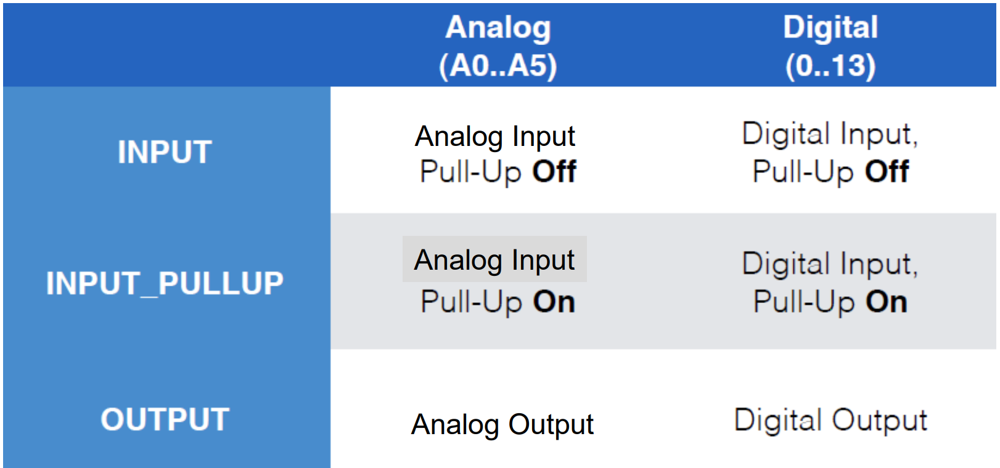 Analog
(A0..A5)
Digital
(0..13)
INPUT
Analog Input
Pull-Up Off
Digital Input,
Pull-Up Off
INPUT_PULLUP
Analog Input
Pull-Up On
Digital Input,
Pull-Up On
OUTPUT
Analog Output
Digital Output